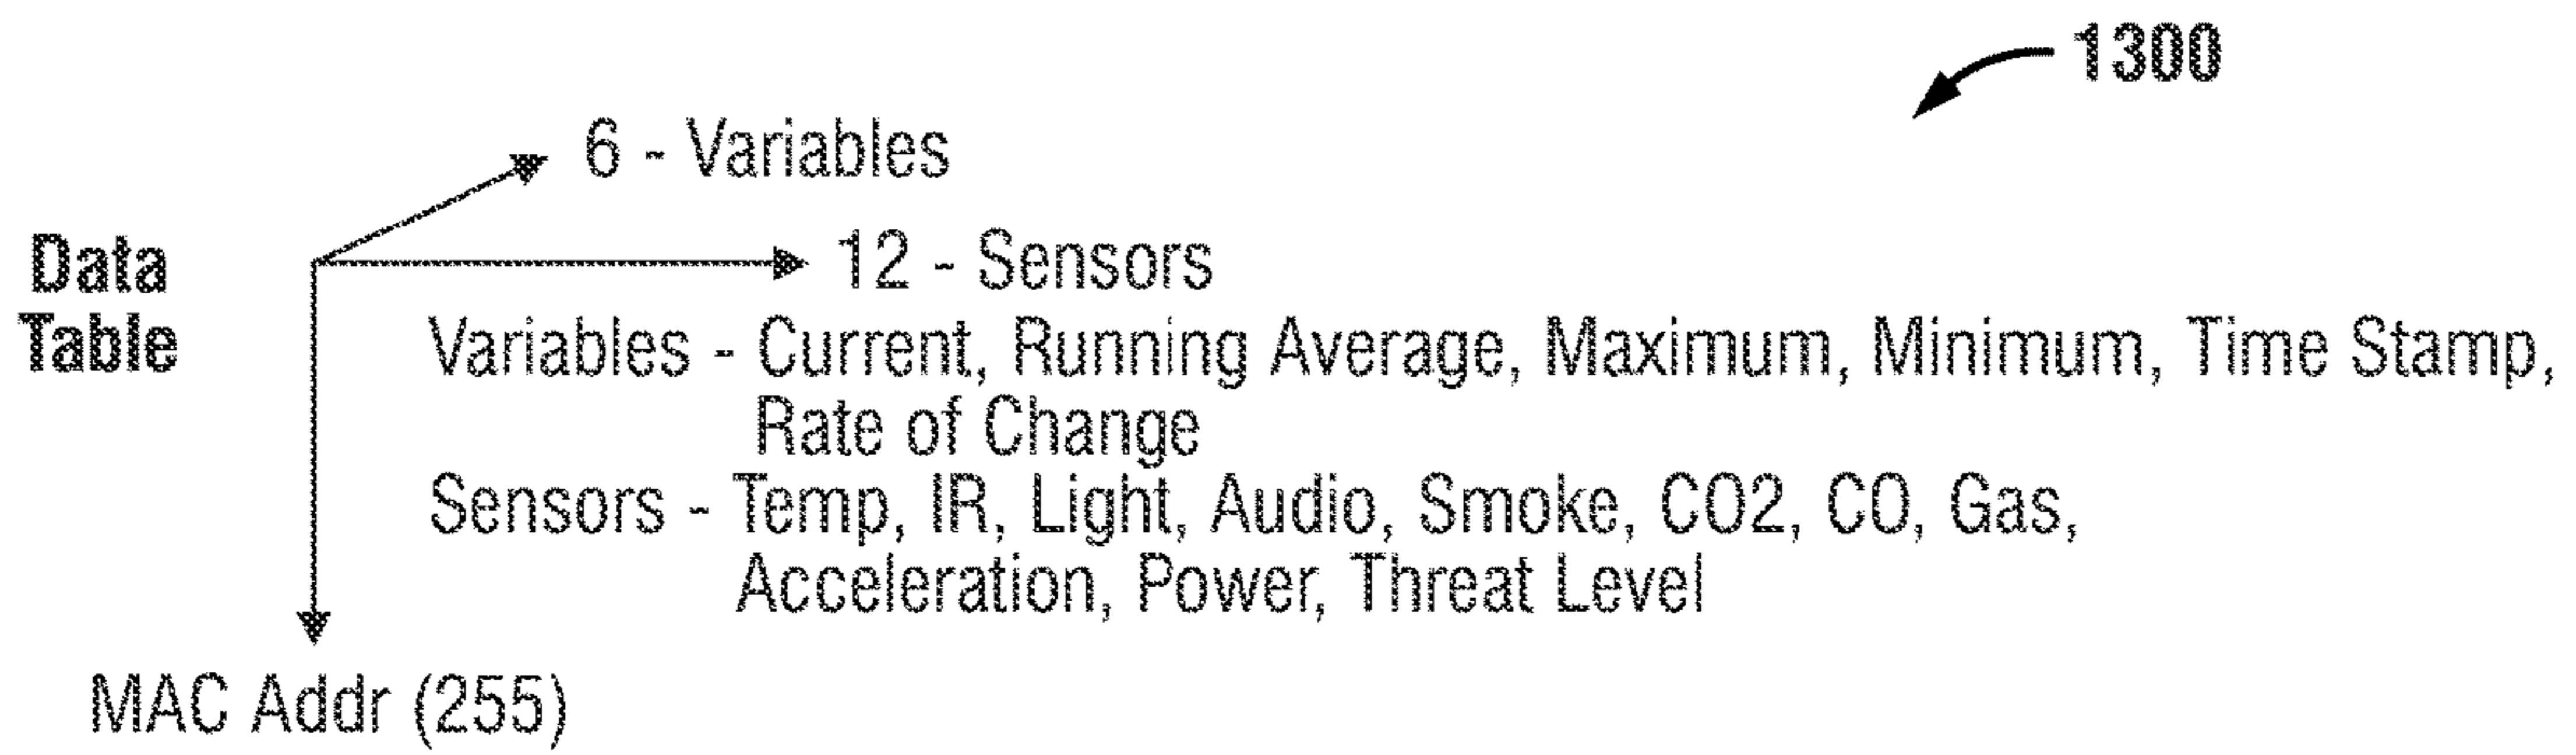 1300
6 - Variables
12 - Sensors
Data
Table
Variables - Current, Running Average, Maximum, Minimum, Time Stamp,
Rate of Change
Sensors - Temp, IR, Light, Audio, Smoke, CO2, CO, Gas,
Acceleration, Power, Threat Level
MAC Addr (255)